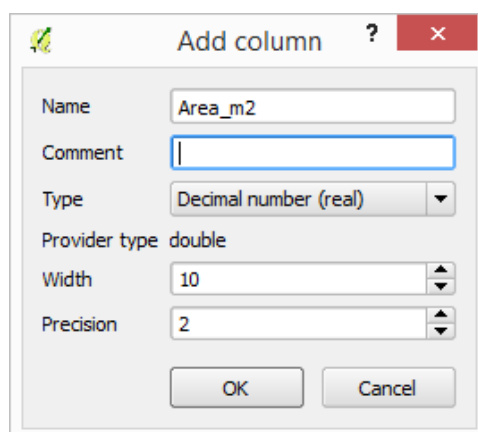 Add column ?
Name Area_m2
Comment
Type Decimal number (real)
Provider type double
Width 10
Precision 2
OK Cancel